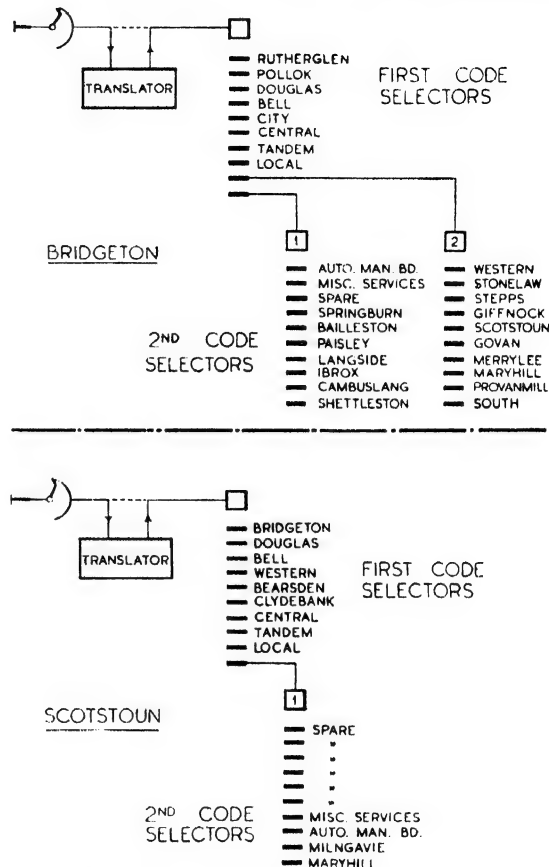 TRANSLATOR
RUTHERGLEN
POLLOK
DOUGLAS
BELL
CITY
CENTRAL
TANDEM
LOCAL
FIRST CODE
SELECTORS
BRIDGETON
1
2
2ND CODE
SELECTORS
AUTO. MAN. BD.
MISC. SERVICES
SPARE
SPRINGBURN
BAILLESTON
PAISLEY
LANGSIDE
IBROX
CAMBUSLANG
SHETTLESTON
WESTERN
STONELAW
STEPPS
GIFFNOCK
SCOTSTOUN
GOVAN
MERRYLEE
MARYHILL
PROVANMILL
SOUTH
TRANSLATOR
BRIDGETON
DOUGLAS
BELL
WESTERN
BEARSDEN
CLYDEBANK
CENTRAL
TANDEM
LOCAL
FIRST CODE
SELECTORS
SCOTSTOUN
1
2ND CODE
SELECTORS
SPARE
"
"
"
"
"
MISC. SERVICES
AUTO. MAN. BD.
MILNGAVIE
MARYHILL